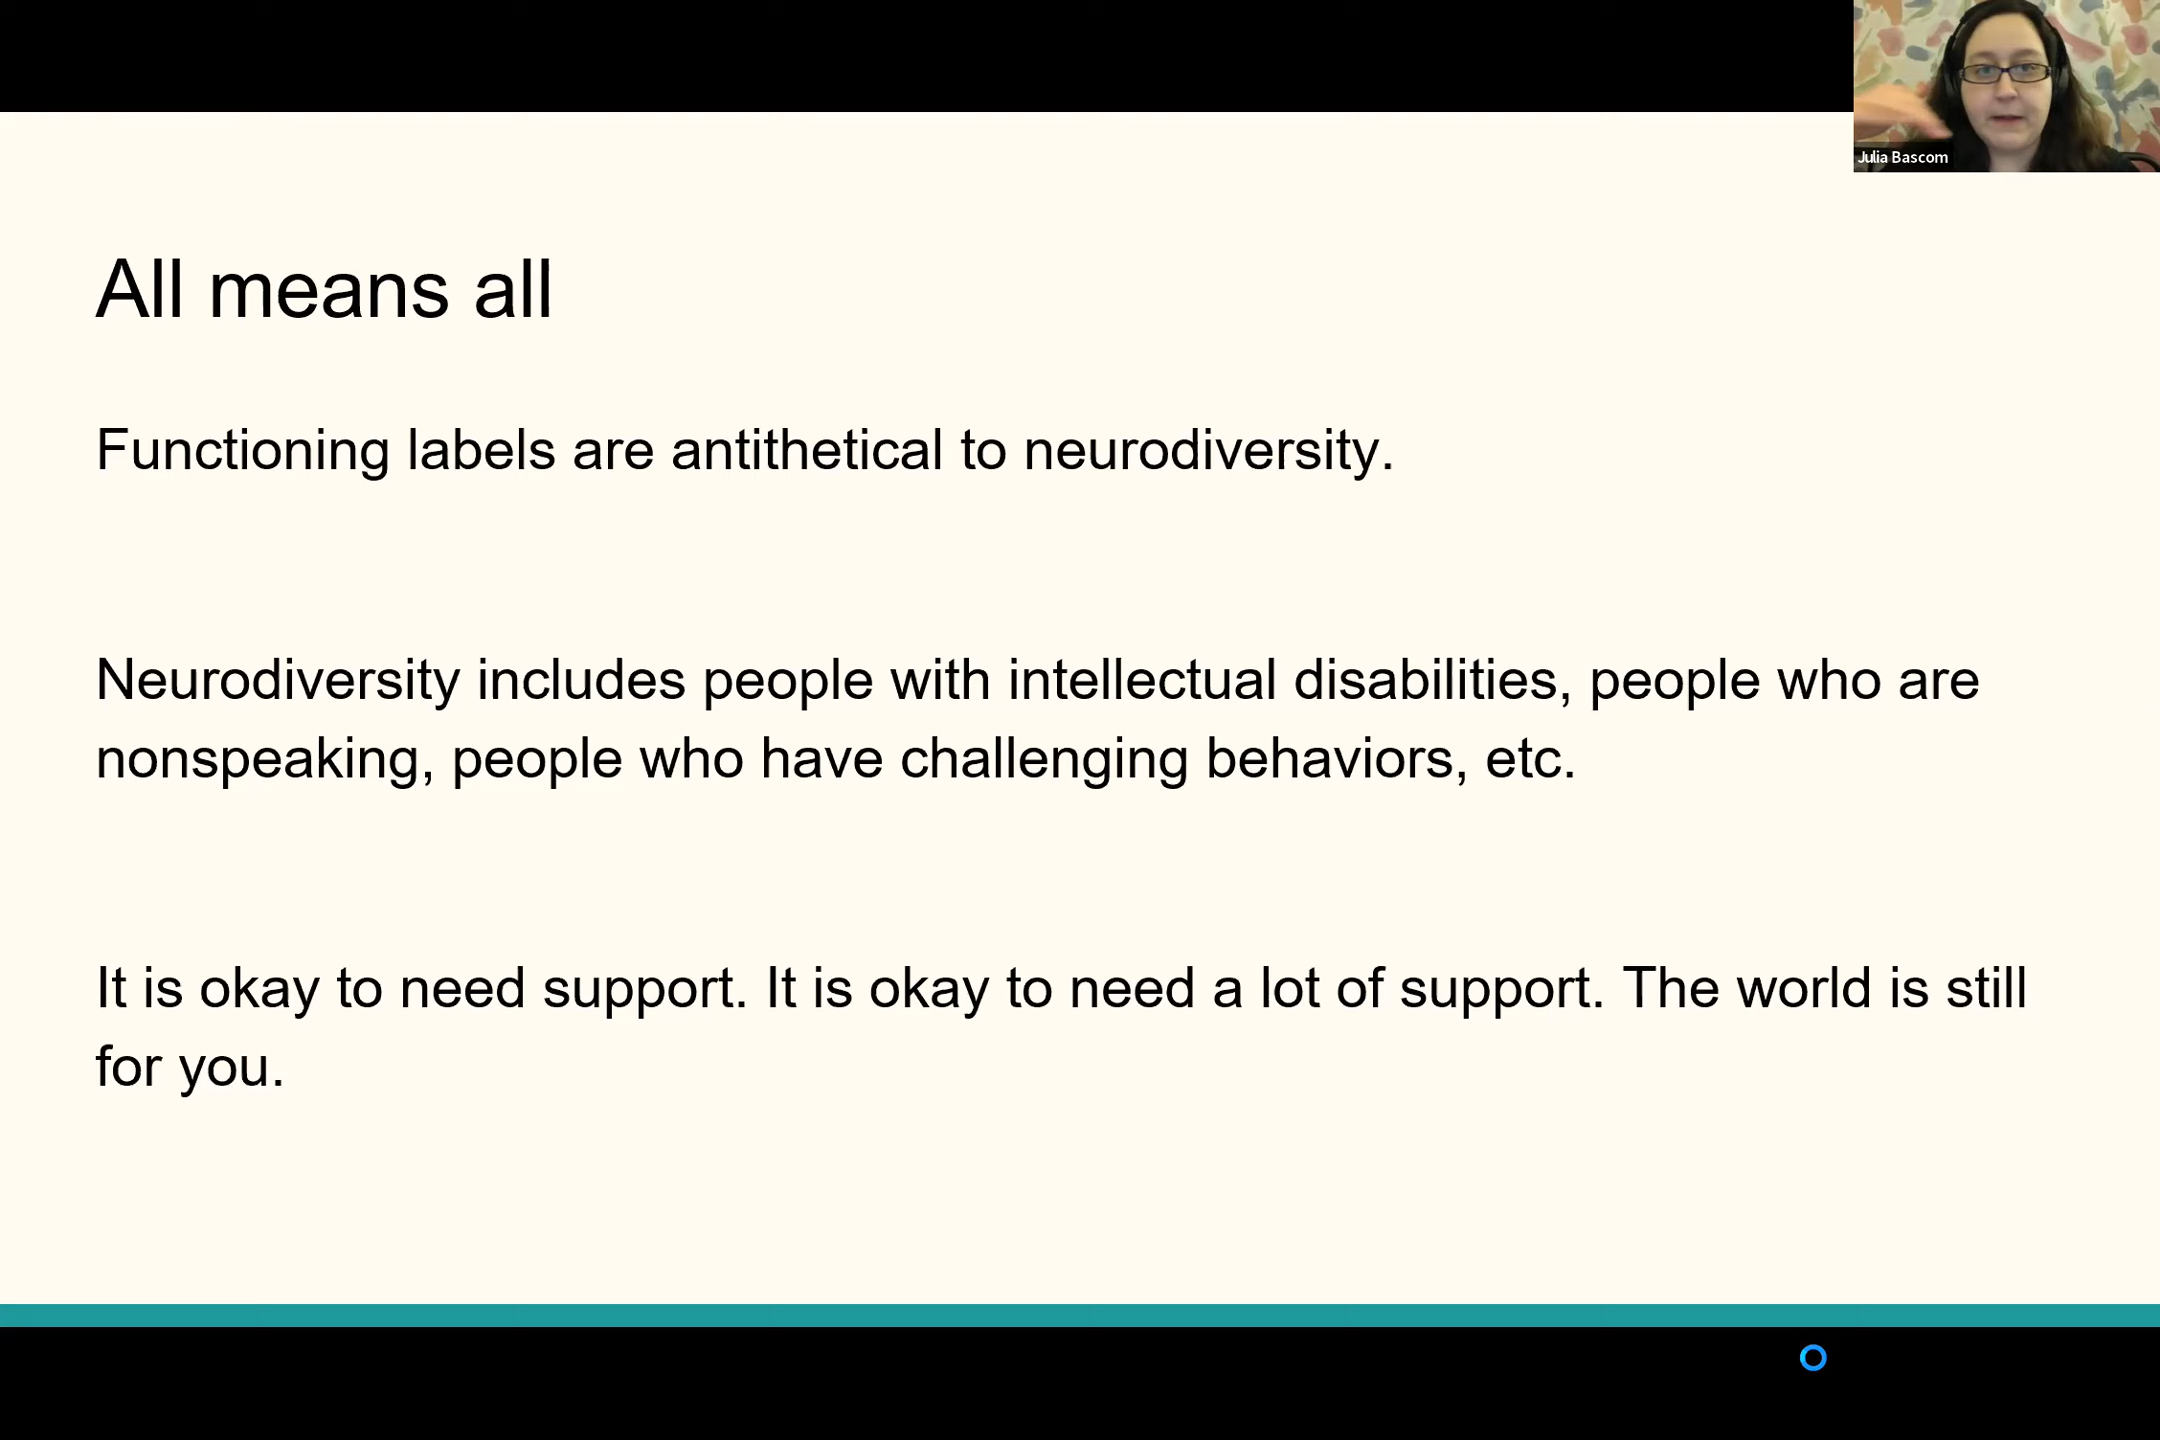 Julia Bascom
All means all
Functioning labels are antithetical to neurodiversity.
Neurodiversity includes people with intellectual disabilities, people who are
nonspeaking, people who have challenging behaviors, etc.
It is okay to need support. It is okay to need a lot of support. The world is still
for you.